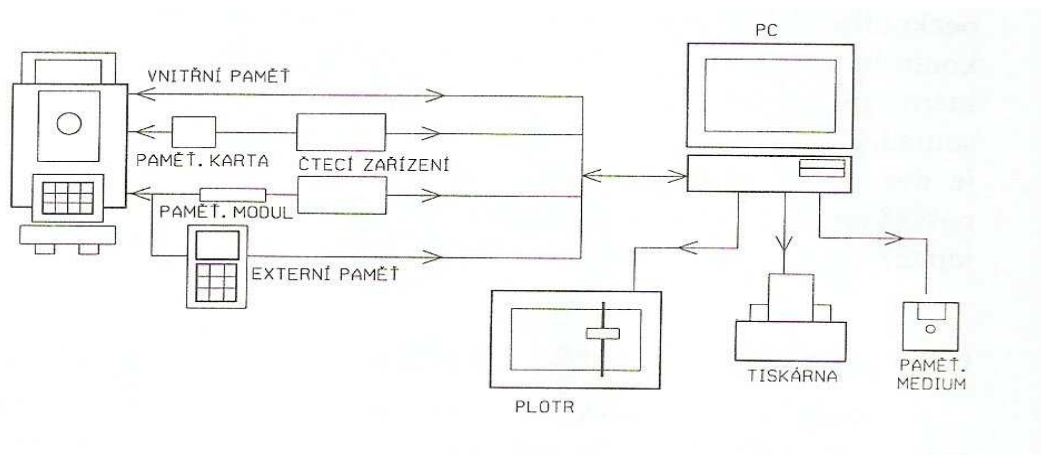 PC
VNITŘNÍ PAMĚŤ
PAMĚŤ. KARTA
ČTECÍ ZAŘÍZENÍ
PAMĚŤ. MODUL
EXTERNÍ PAMĚŤ
PLOTR
TISKÁRNA
PAMĚŤ.
MEDIUM